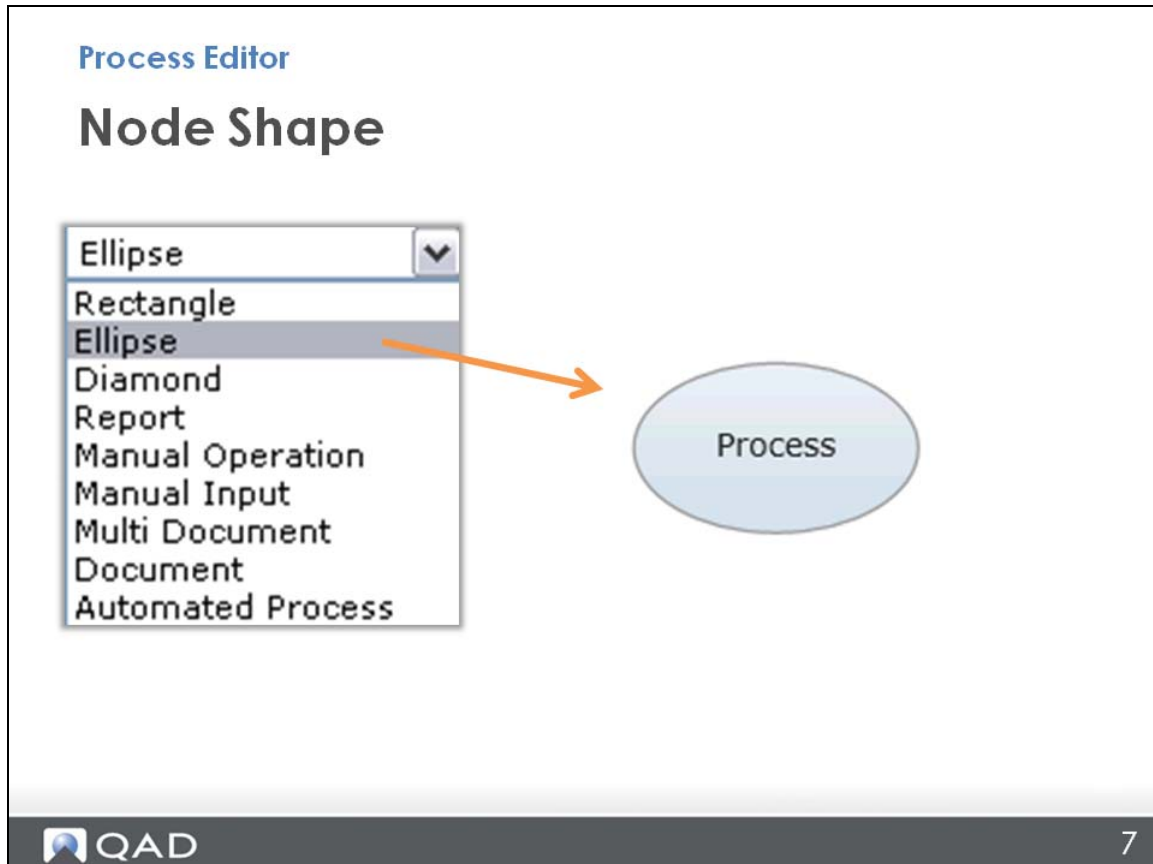 Process Editor
Node Shape
Ellipse
Rectangle
Ellipse
Diamond
Report
Manual Operation
Manual Input
Multi Document
Document
Automated Process
Process
QAD
7